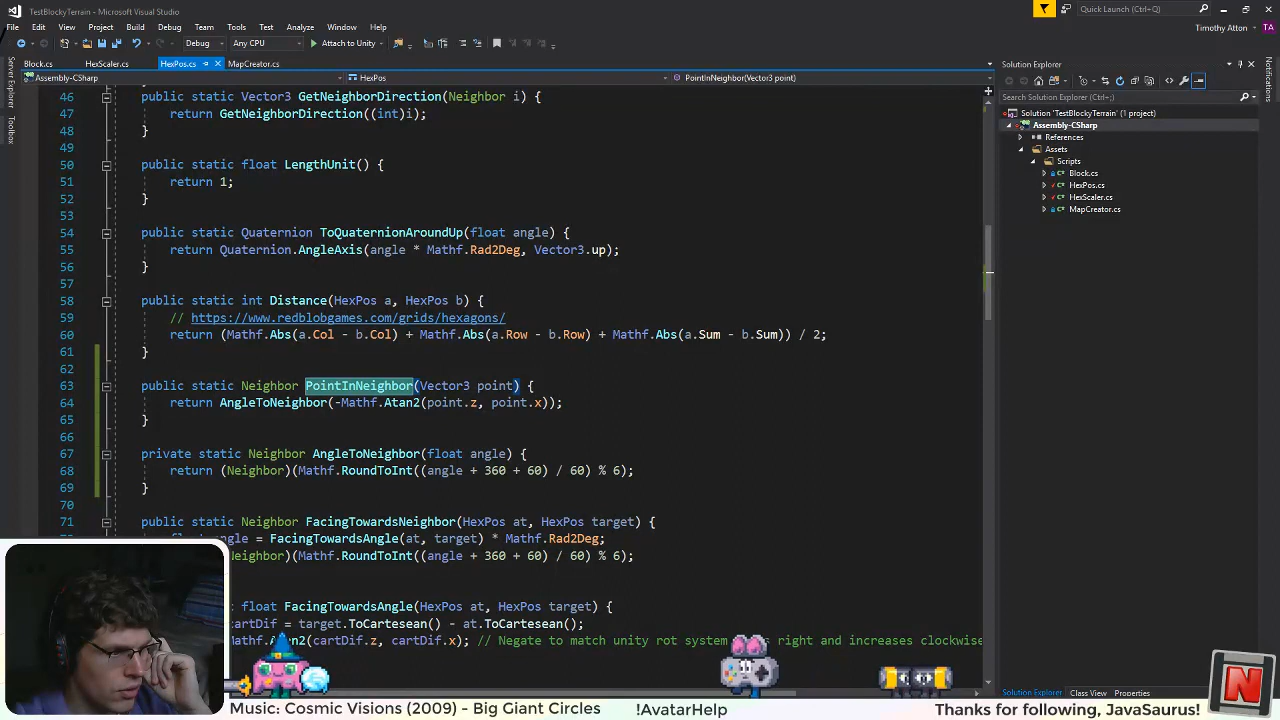 TestBlockyTerrain - Microsoft Visual Studio
Quick Launch (Ctrl+Q)
File Edit View Project Build Debug Team Tools Test Analyze Window Help
Timothy Atton TA
Debug Any CPU Attach to Unity
Block.cs HexScaler.cs HexPos.cs MapCreator.cs
Assembly-CSharp HexPos PointInNeighbor(Vector3 point)
Server Explorer
Toolbox
46 public static Vector3 GetNeighborDirection(Neighbor i) {
47 return GetNeighborDirection((int)i);
48 }
49
50 public static float LengthUnit() {
51 return 1;
52 }
53
54 public static Quaternion ToQuaternionAroundUp(float angle) {
55 return Quaternion.AngleAxis(angle * Mathf.Rad2Deg, Vector3.up);
56 }
57
58 public static int Distance(HexPos a, HexPos b) {
59 // https://www.redblobgames.com/grids/hexagons/
60 return (Mathf.Abs(a.Col - b.Col) + Mathf.Abs(a.Row - b.Row) + Mathf.Abs(a.Sum - b.Sum)) / 2;
61 }
62
63 public static Neighbor PointInNeighbor(Vector3 point) {
64 return AngleToNeighbor(-Mathf.Atan2(point.z, point.x));
65 }
66
67 private static Neighbor AngleToNeighbor(float angle) {
68 return (Neighbor)(Mathf.RoundToInt((angle + 360 + 60) / 60) % 6);
69 }
70
71 public static Neighbor FacingTowardsNeighbor(HexPos at, HexPos target) {
angle = FacingTowardsAngle(at, target) * Mathf.Rad2Deg;
eighbor)(Mathf.RoundToInt((angle + 360 + 60) / 60) % 6);
float FacingTowardsAngle(HexPos at, HexPos target) {
cartDif = target.ToCartesean() - at.ToCartesean();
Mathf.Atan2(cartDif.z, cartDif.x); // Negate to match unity rot system right and increases clockwise
Solution Explorer
Search Solution Explorer (Ctrl+;)
Solution 'TestBlockyTerrain' (1 project)
Assembly-CSharp
References
Assets
Scripts
Block.cs
HexPos.cs
HexScaler.cs
MapCreator.cs
Notifications
Solution Explorer Class View Properties
N
Music: Cosmic Visions (2009) - Big Giant Circles !AvatarHelp Thanks for following, JavaSaurus!